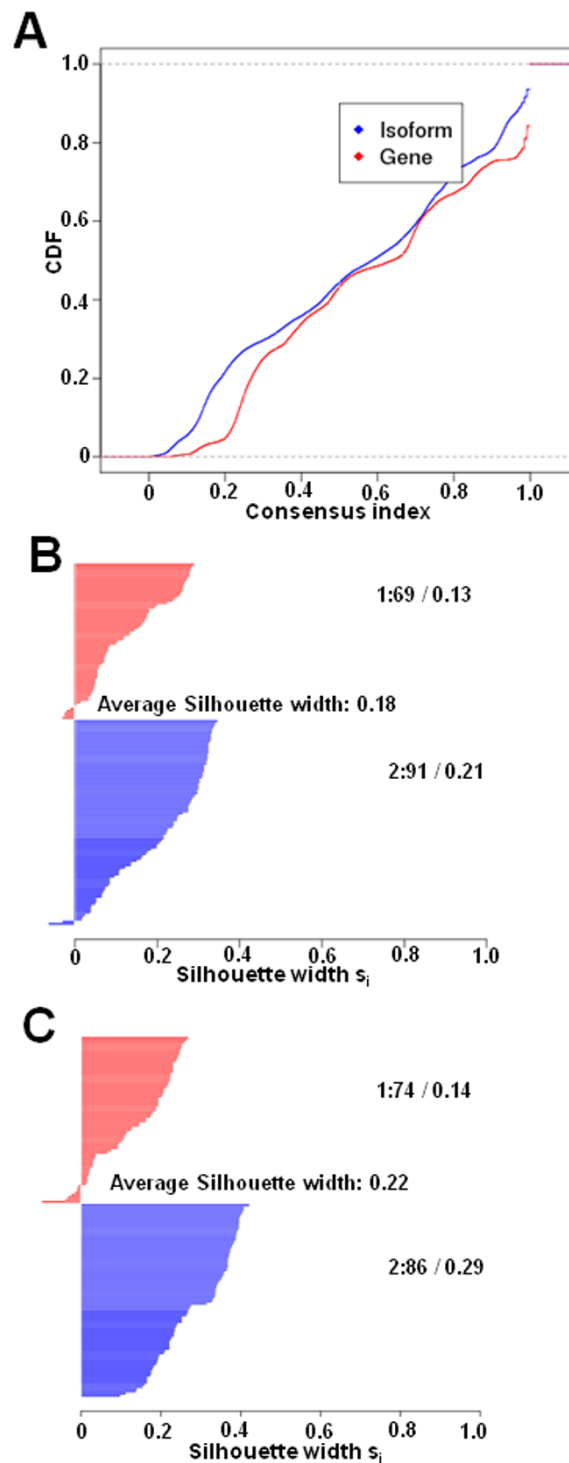 A
1.0
Isoform
Gene
0.8
0.6
CDF
0.4
0.2
0
0 0.2 0.4 0.6 0.8 1.0
Consensus index
B
1:69 / 0.13
Average Silhouette width: 0.18
2:91 / 0.21
0 0.2 0.4 0.6 0.8 1.0
Silhouette width si
C
1:74 / 0.14
Average Silhouette width: 0.22
2:86 / 0.29
0 0.2 0.4 0.6 0.8 1.0
Silhouette width si